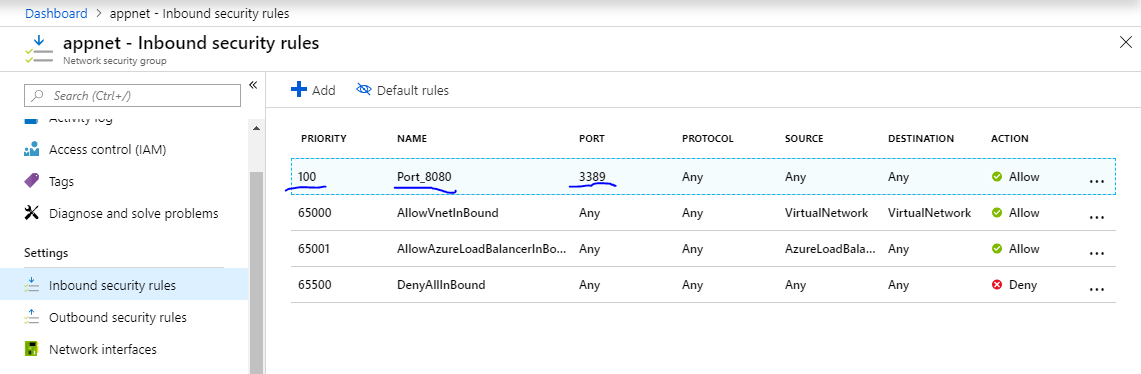 Dashboard > appnet - Inbound security rules
appnet - Inbound security rules
Network security group
Search (Ctrl+/)
Activity log
Access control (IAM)
Tags
Diagnose and solve problems
Settings
Inbound security rules
Outbound security rules
Network interfaces
Add Default rules
PRIORITY NAME PORT PROTOCOL SOURCE DESTINATION ACTION
100 Port_8080 3389 Any Any Any Allow ...
65000 AllowVnetInBound Any Any VirtualNetwork VirtualNetwork Allow ...
65001 AllowAzureLoadBalancerInBo... Any Any AzureLoadBala... Any Allow ...
65500 DenyAllInBound Any Any Any Any Deny ...